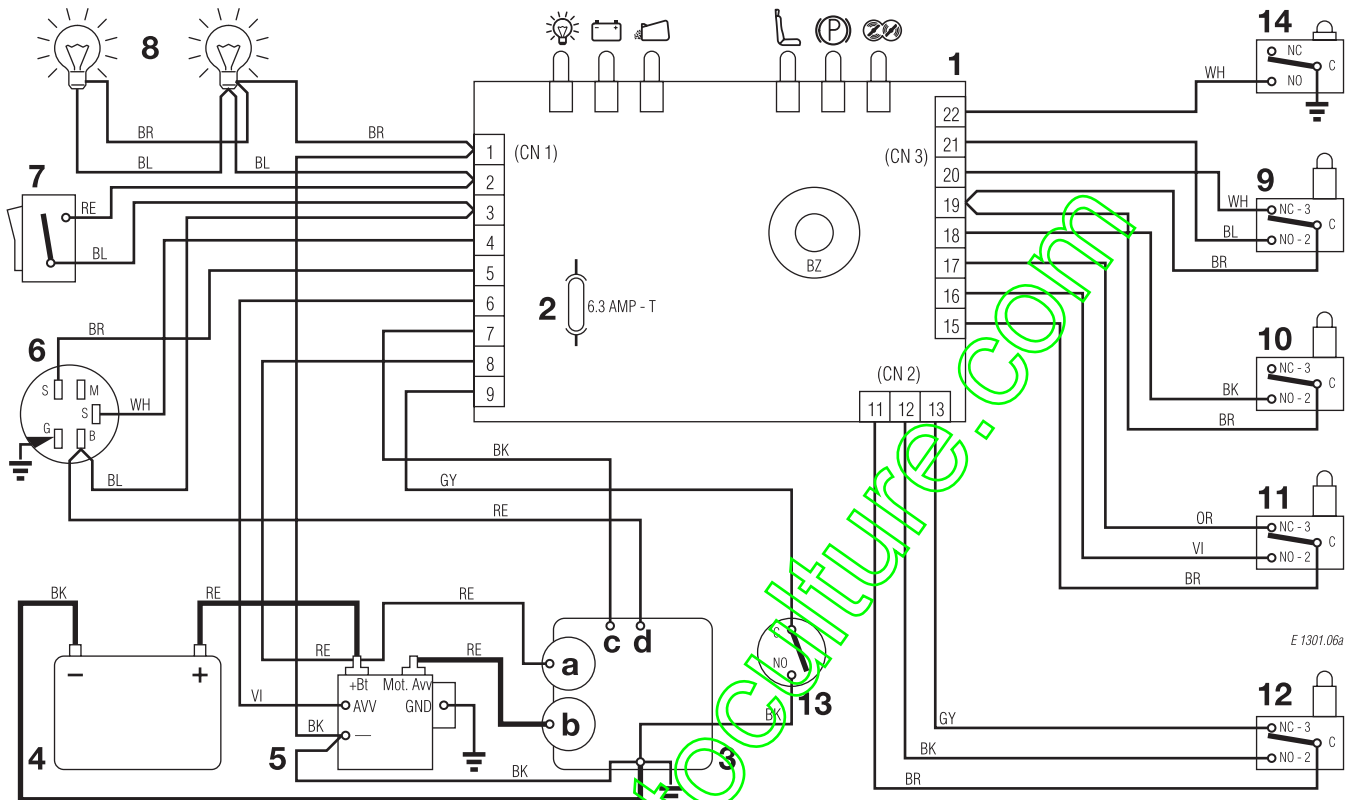 14
NC
C
NO
WH
8
1
BR
BR
BL
BL
1
(CN 1)
2
3
4
5
6
7
8
9
22
(CN 3)
21
20
19
18
17
16
15
BZ
2
6.3 AMP - T
7
RE
BL
9
WH
NC - 3
C
BL
NO - 2
BR
6
BR
S
M
S
WH
G
B
BL
10
NC - 3
C
BK
NO - 2
BR
(CN 2)
11
12
13
BK
GY
RE
11
OR
NC - 3
C
VI
NO - 2
BR
BK
RE
RE
RE
RE
c
d
a
b
C
NO
13
BK
E 1301.06a
+Bt
Mot. Avv
VI
AVV
GND
BK
—
−
+
4
5
BK
3
12
GY
NC - 3
C
BK
NO - 2
BR
P
toculture.com